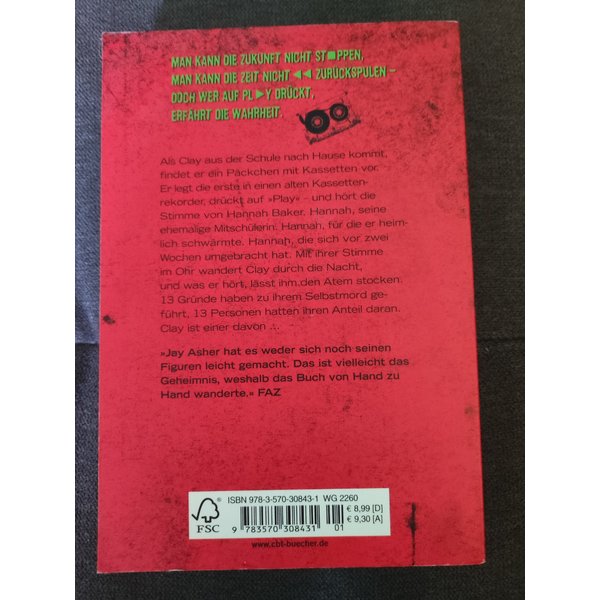 MAN KANN DIE ZUKUNFT NICHT ST■PPEN,
MAN KANN DIE ZEIT NICHT ◄◄ ZURÜCKSPULEN –
DOCH WER AUF PL►Y DRÜCKT,
ERFÄHRT DIE WAHRHEIT.
Als Clay aus der Schule nach Hause kommt,
findet er ein Päckchen mit Kassetten vor.
Er legt die erste in einen alten Kassetten-
rekorder, drückt auf »Play« – und hört die
Stimme von Hannah Baker. Hannah, seine
ehemalige Mitschülerin. Hannah, für die er heim-
lich schwärmte. Hannah, die sich vor zwei
Wochen umgebracht hat. Mit ihrer Stimme
im Ohr wandert Clay durch die Nacht,
und was er hört, lässt ihm den Atem stocken.
13 Gründe haben zu ihrem Selbstmord ge-
führt, 13 Personen hatten ihren Anteil daran.
Clay ist einer davon ...
»Jay Asher hat es weder sich noch seinen
Figuren leicht gemacht. Das ist vielleicht das
Geheimnis, weshalb das Buch von Hand zu
Hand wanderte.« FAZ
ISBN 978-3-570-30843-1 WG 2260
€ 8,99 [D]
€ 9,30 [A]
FSC
9 783570 308431
01
www.cbt-buecher.de